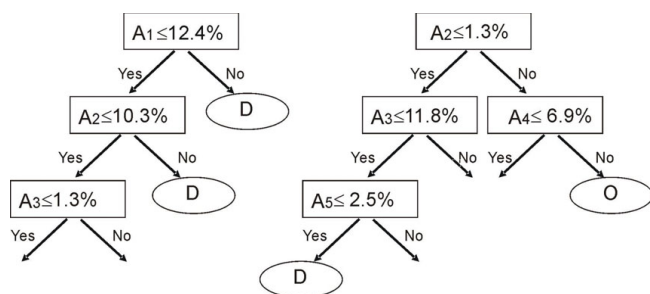 A1≤12.4%
A2≤1.3%
Yes
No
Yes
No
A2≤10.3%
D
A3≤11.8%
A4≤ 6.9%
Yes
No
Yes
No
Yes
No
A3≤1.3%
D
A5≤ 2.5%
O
Yes
No
Yes
No
D